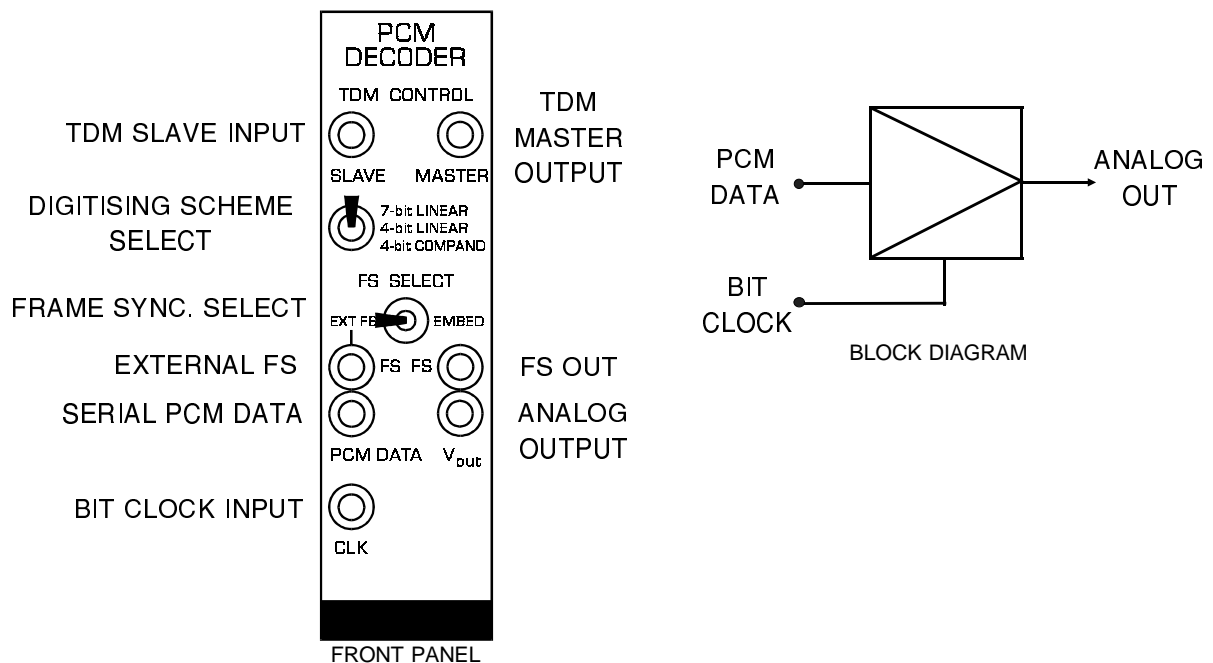 PCM
DECODER
TDM CONTROL
SLAVE MASTER
7-bit LINEAR
4-bit LINEAR
4-bit COMPAND
FS SELECT
EXT FS EMBED
FS FS
PCM DATA Vout
CLK
FRONT PANEL
TDM SLAVE INPUT
DIGITISING SCHEME
SELECT
FRAME SYNC. SELECT
EXTERNAL FS
SERIAL PCM DATA
BIT CLOCK INPUT
TDM
MASTER
OUTPUT
FS OUT
ANALOG
OUTPUT
PCM
DATA
BIT
CLOCK
ANALOG
OUT
BLOCK DIAGRAM